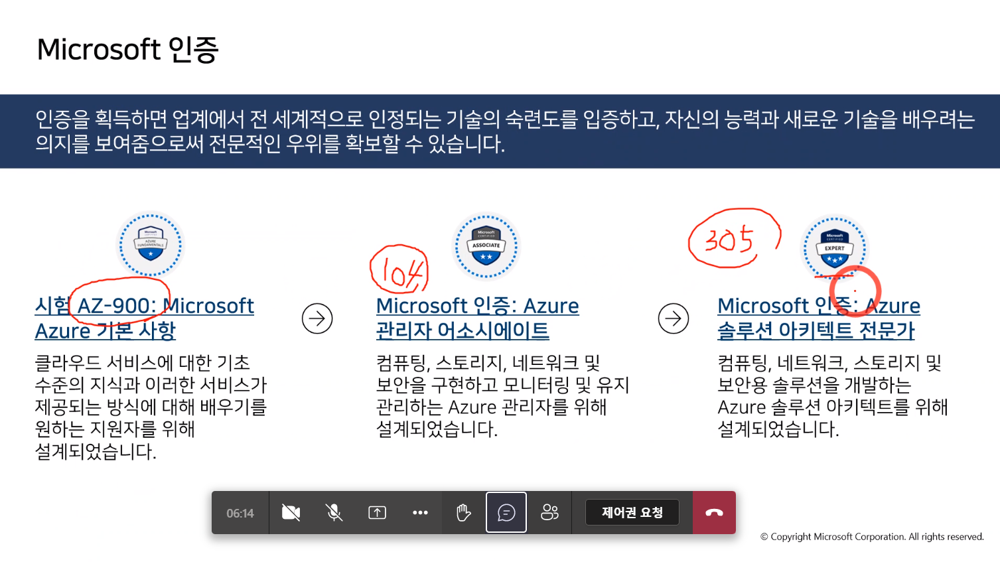 Microsoft 인증
인증을 획득하면 업계에서 전 세계적으로 인정되는 기술의 숙련도를 입증하고, 자신의 능력과 새로운 기술을 배우려는
의지를 보여줌으로써 전문적인 우위를 확보할 수 있습니다.
Microsoft
CERTIFIED
AZURE
FUNDAMENTALS
시험 AZ-900: Microsoft
Azure 기본 사항
클라우드 서비스에 대한 기초
수준의 지식과 이러한 서비스가
제공되는 방식에 대해 배우기를
원하는 지원자를 위해
설계되었습니다.
104
Microsoft
CERTIFIED
ASSOCIATE
Microsoft 인증: Azure
관리자 어소시에이트
컴퓨팅, 스토리지, 네트워크 및
보안을 구현하고 모니터링 및 유지
관리하는 Azure 관리자를 위해
설계되었습니다.
305
Microsoft
CERTIFIED
EXPERT
Microsoft 인증: Azure
솔루션 아키텍트 전문가
컴퓨팅, 네트워크, 스토리지 및
보안용 솔루션을 개발하는
Azure 솔루션 아키텍트를 위해
설계되었습니다.
06:14
제어권 요청
© Copyright Microsoft Corporation. All rights reserved.